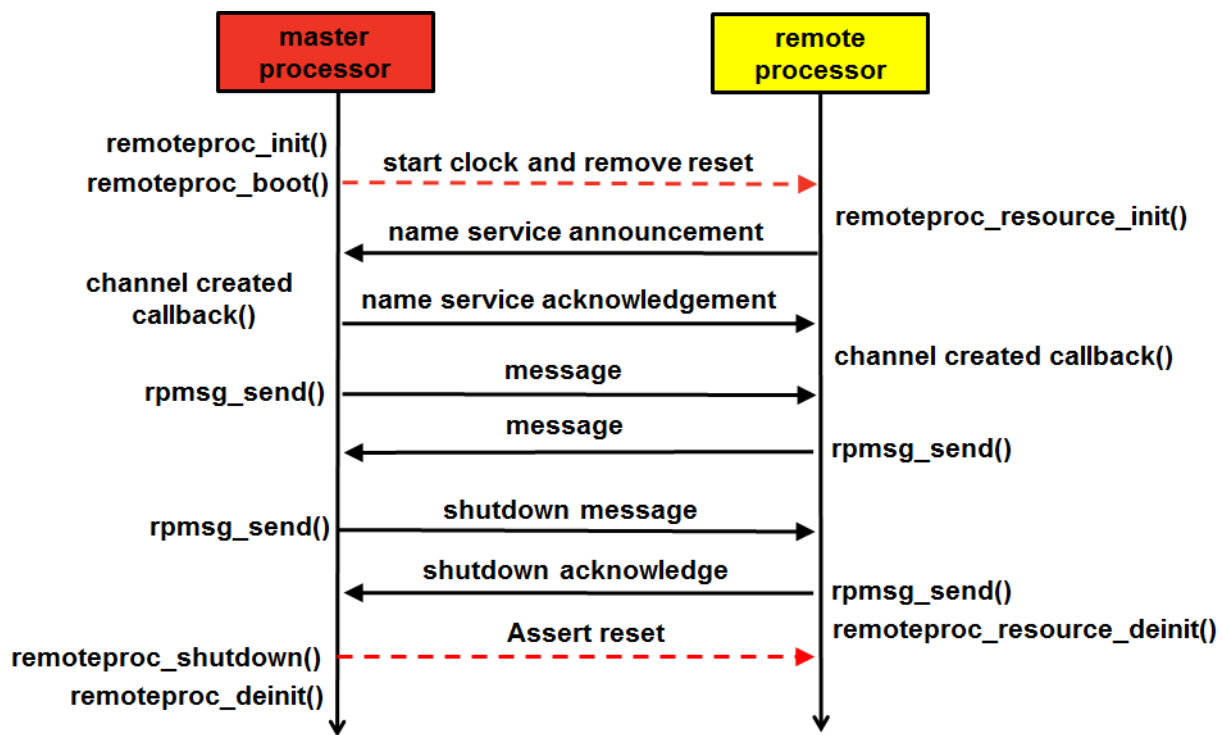 master
processor
remote
processor
remoteproc_init()
start clock and remove reset
remoteproc_boot()
remoteproc_resource_init()
name service announcement
channel created
callback()
name service acknowledgement
channel created callback()
message
rpmsg_send()
message
rpmsg_send()
shutdown message
rpmsg_send()
shutdown acknowledge
rpmsg_send()
remoteproc_resource_deinit()
Assert reset
remoteproc_shutdown()
remoteproc_deinit()